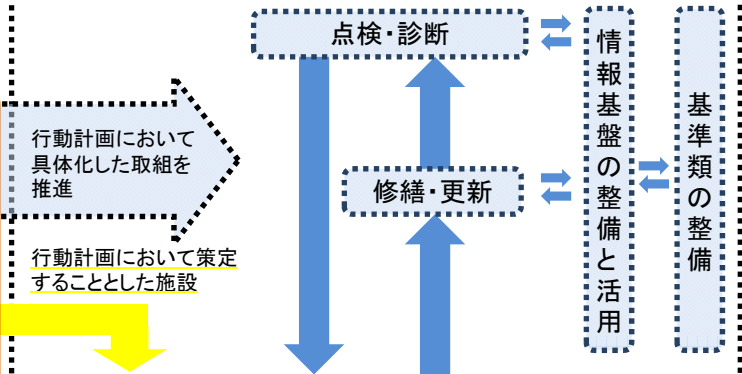 点検・診断
行動計画において
具体化した取組を
推進
修繕・更新
行動計画において策定
することとした施設
情報基盤の整備と活用
基準類の整備